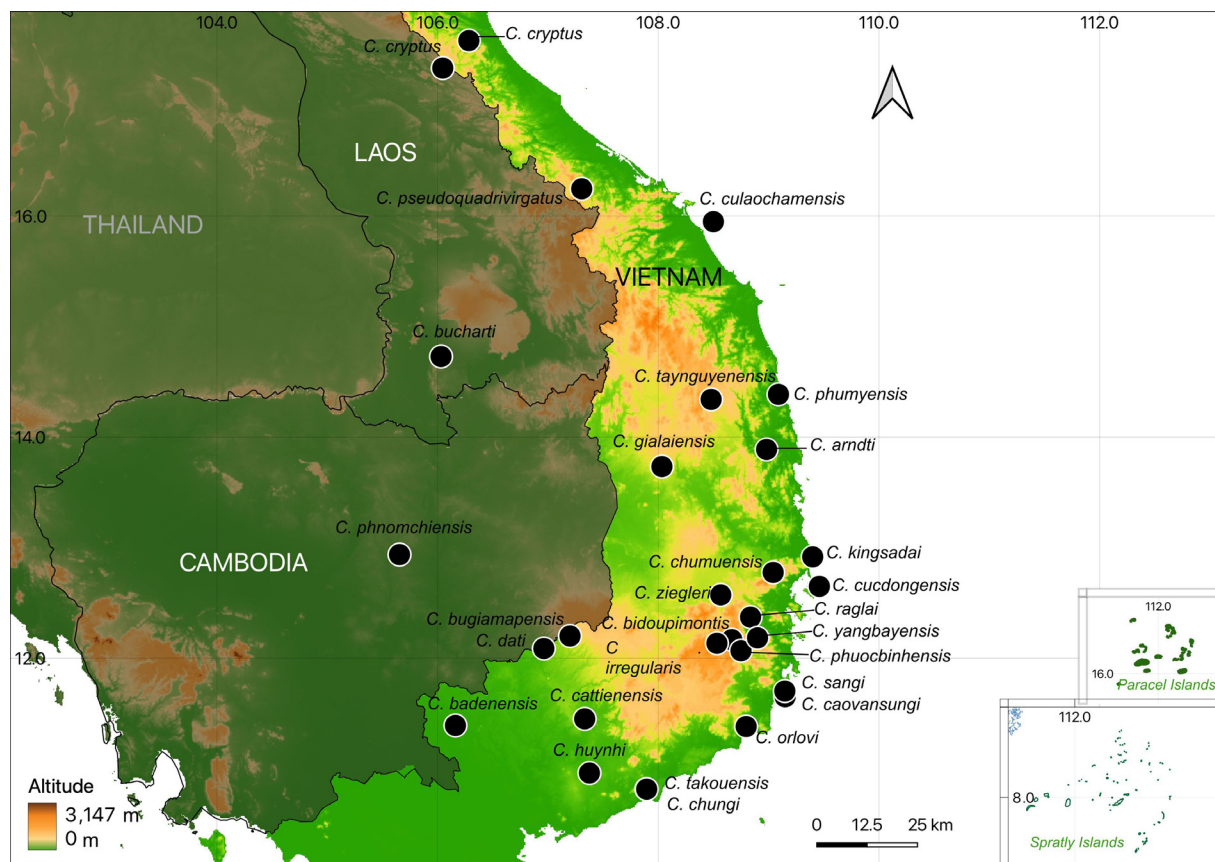 104.0
106.0
108.0
110.0
112.0
C. cryptus
C. cryptus
LAOS
C. pseudoquadrivirgatus
C. culaochamensis
16.0
THAILAND
VIETNAM
C. bucharti
C. taynguyenensis
C. phumyensis
14.0
C. gialaiensis
C. arndti
C. phnomchiensis
CAMBODIA
C. chumuensis
C. kingsadai
C. ziegleri
C. cucdongensis
C. raglai
C. bugiamapensis
C. bidoupimontis
C. yangbayensis
C. dati
C
irregularis
C. phuocbinhensis
12.0
C. sangi
C. caovansungi
C. badenensis
C. cattienensis
C. orlovi
C. huynhi
C. takouensis
C. chungi
Altitude
3,147 m
0 m
0 12.5 25 km
112.0
16.0
Paracel Islands
112.0
8.0
Spratly Islands